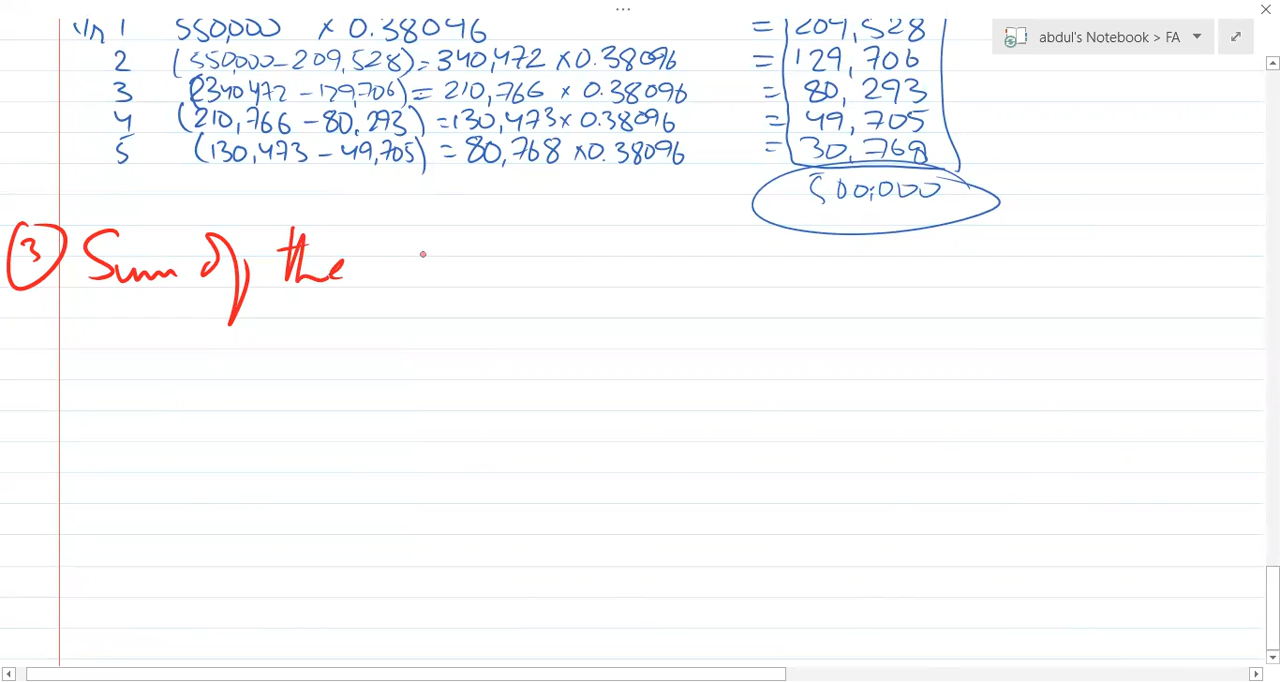 abdul's Notebook > FA
Yr 1 550,000 × 0.38096 = 209,528
2 (550,000-209,528)=340,472 ×0.38096 = 129,706
3 (340472 - 129,706)= 210,766 × 0.38096 = 80,293
4 (210,766 -80,293) =130,473× 0.38096 = 49,705
5 (130,473 -49,705) = 80,768 ×0.38096 = 30,769
500,000
3 Sum of the